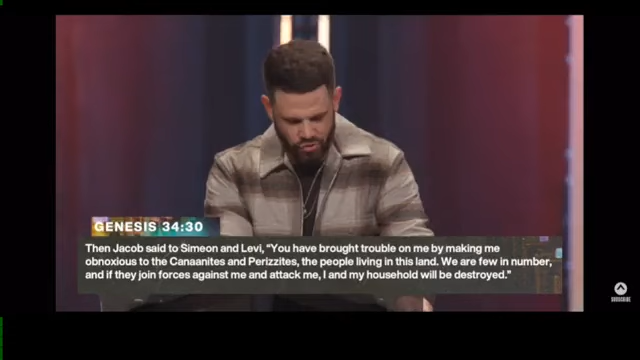 GENESIS 34:30
Then Jacob said to Simeon and Levi, “You have brought trouble on me by making me
obnoxious to the Canaanites and Perizzites, the people living in this land. We are few in number,
and if they join forces against me and attack me, I and my household will be destroyed.”
SUBSCRIBE